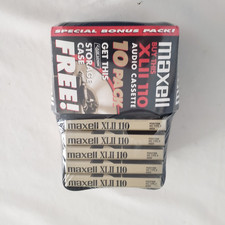 SPECIAL BONUS PACK!
maxell
XLII 110
AUDIO CASSETTE
10 PACK
GET THIS
STORAGE
CASE
FREE!
maxell XLII 110
maxell XLII 110
maxell XLII 110
maxell XLII 110
maxell XLII 110